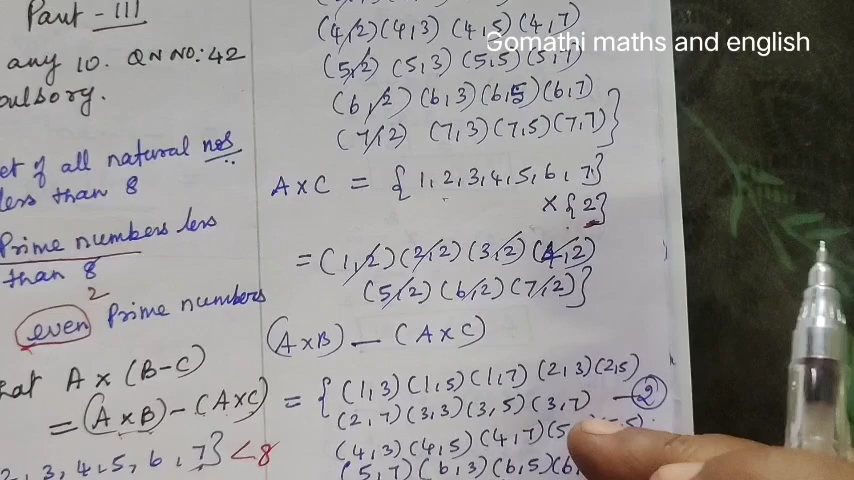 Part - III
any 10. QN NO: 42
pulsory.
et of all natural nos
less than 8
Prime numbers less
than 8
2
even Prime numbers
hat A x (B-C)
= (A x B) - (A x C)
2, 3, 4, 5, 6, 7} < 8
(4,2) (4,3) (4,5) (4,7)
(5,2) (5,3) (5,5) (5,7)
(6,2) (6,3) (6,5) (6,7)
(7,2) (7,3) (7,5) (7,7)}
A x C = {1, 2, 3, 4, 5, 6, 7}
x {2}
= (1,2) (2,2) (3,2) (4,2)
(5,2) (6,2) (7,2)}
(A x B) - (A x C)
= {(1,3) (1,5) (1,7) (2,3) (2,5)
(2,7) (3,3) (3,5) (3,7) - 2
(4,3) (4,5) (4,7) (5
(5,7) (6,3) (6,5) (6,
Gomathi maths and english